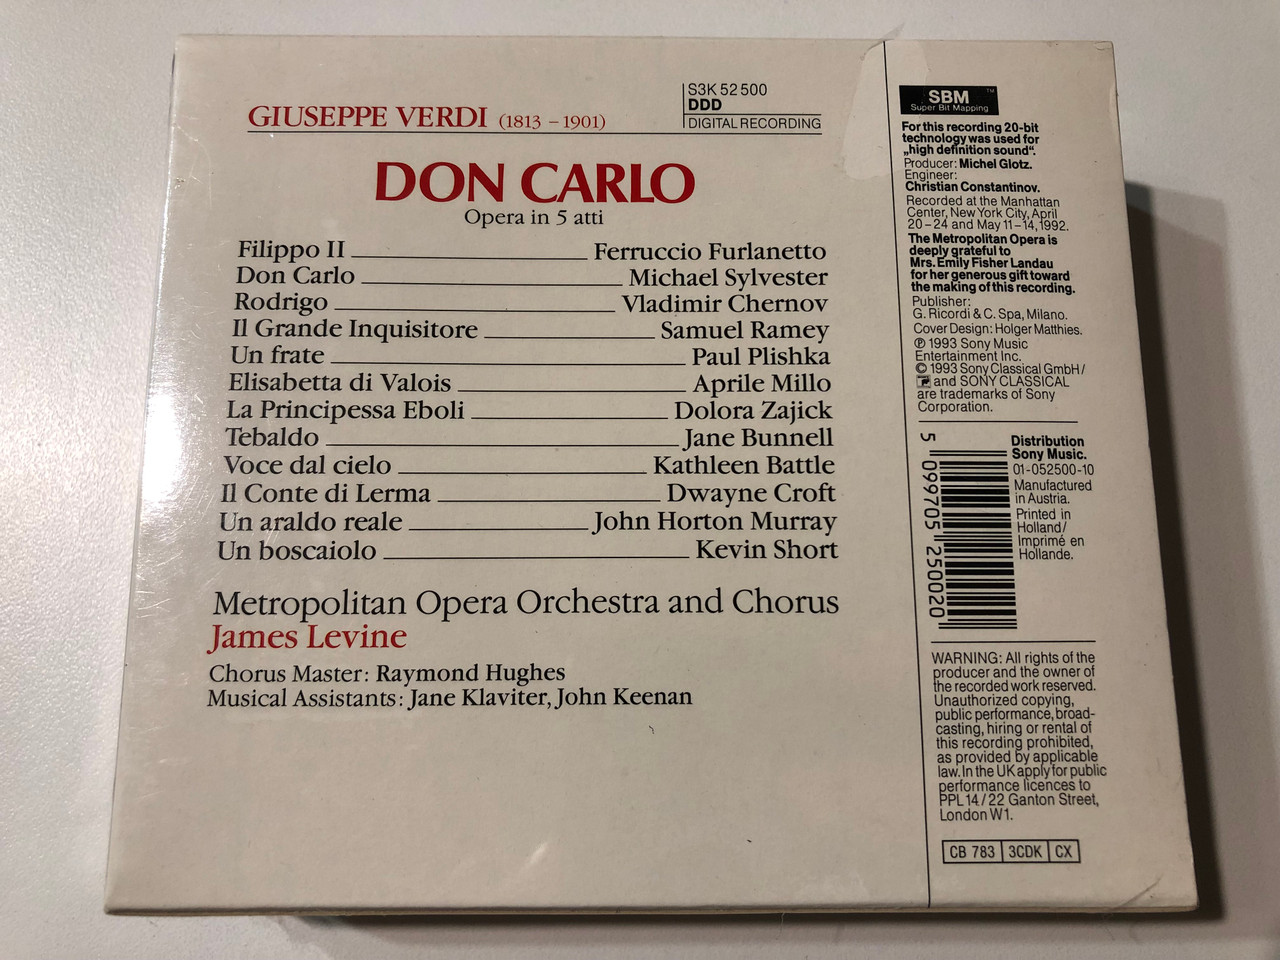 GIUSEPPE VERDI (1813 – 1901)
S3K 52 500
DDD
DIGITAL RECORDING
DON CARLO
Opera in 5 atti
Filippo II Ferruccio Furlanetto
Don Carlo Michael Sylvester
Rodrigo Vladimir Chernov
Il Grande Inquisitore Samuel Ramey
Un frate Paul Plishka
Elisabetta di Valois Aprile Millo
La Principessa Eboli Dolora Zajick
Tebaldo Jane Bunnell
Voce dal cielo Kathleen Battle
Il Conte di Lerma Dwayne Croft
Un araldo reale John Horton Murray
Un boscaiolo Kevin Short
Metropolitan Opera Orchestra and Chorus
James Levine
Chorus Master: Raymond Hughes
Musical Assistants: Jane Klaviter, John Keenan
SBM™
Super Bit Mapping
For this recording 20-bit
technology was used for
„high definition sound“.
Producer: Michel Glotz.
Engineer:
Christian Constantinov.
Recorded at the Manhattan
Center, New York City, April
20 – 24 and May 11 – 14, 1992.
The Metropolitan Opera is
deeply grateful to
Mrs. Emily Fisher Landau
for her generous gift toward
the making of this recording.
Publisher:
G. Ricordi & C. Spa, Milano.
Cover Design: Holger Matthies.
℗ 1993 Sony Music
Entertainment Inc.
© 1993 Sony Classical GmbH/
and SONY CLASSICAL
are trademarks of Sony
Corporation.
5 099705 250020
Distribution
Sony Music.
01-052500-10
Manufactured
in Austria.
Printed in
Holland/
Imprimé en
Hollande.
WARNING: All rights of the
producer and the owner of
the recorded work reserved.
Unauthorized copying,
public performance, broad-
casting, hiring or rental of
this recording prohibited,
as provided by applicable
law. In the UK apply for public
performance licences to
PPL 14 / 22 Ganton Street,
London W1.
CB 783 3CDK CX